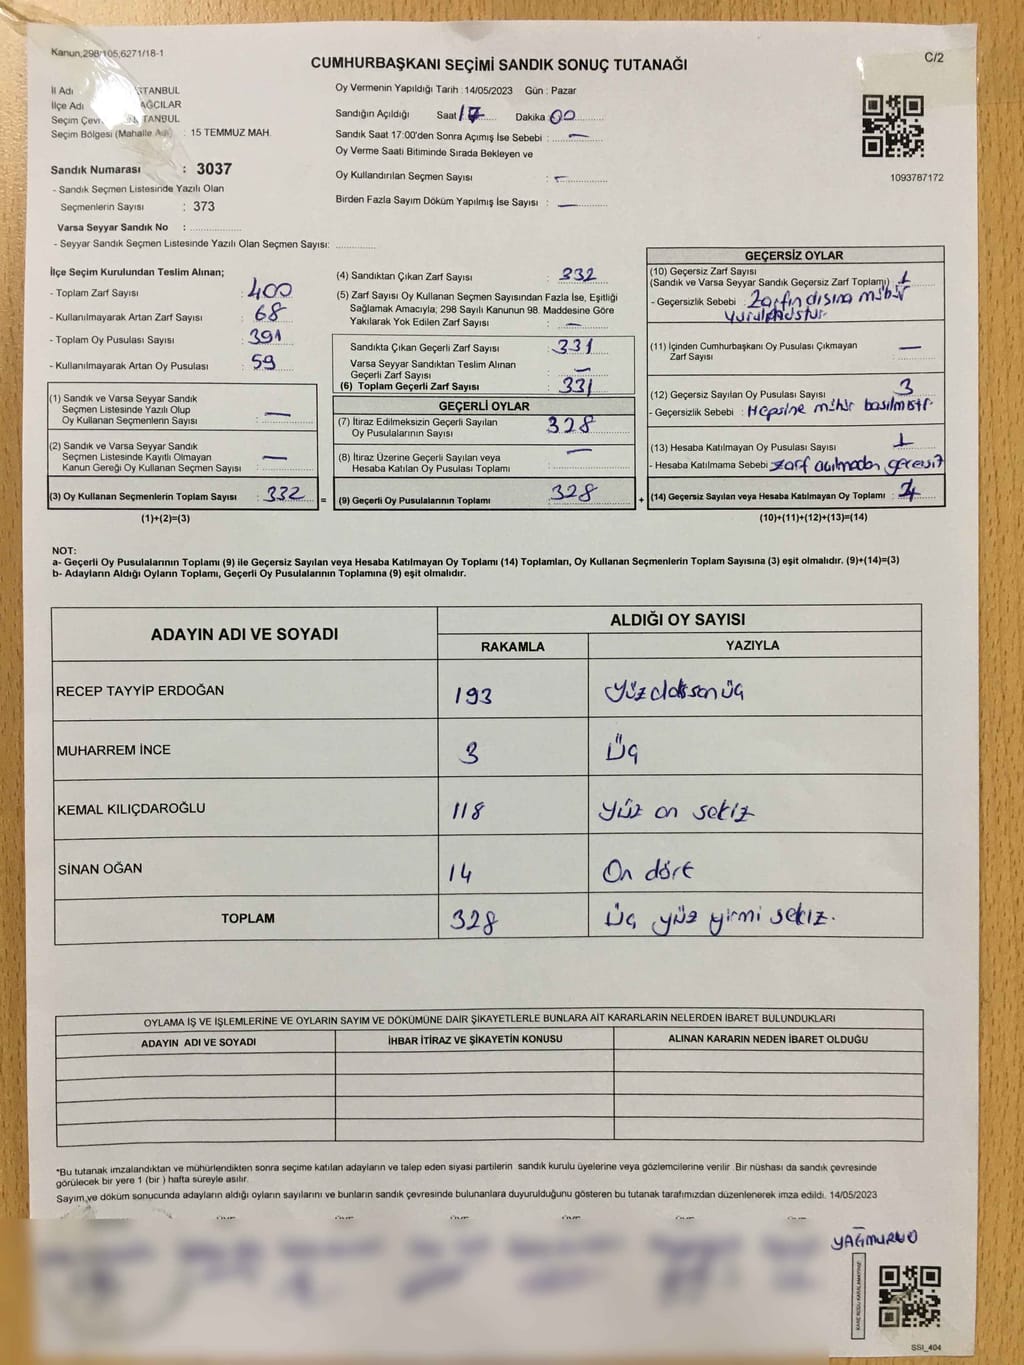 Kanun,298/105,6271/18-1
C/2
CUMHURBAŞKANI SEÇİMİ SANDIK SONUÇ TUTANAĞI
İl Adı STANBUL
İlçe Adı AĞCILAR
Seçim Çevr TANBUL
Seçim Bölgesi (Mahalle Adı) : 15 TEMMUZ MAH.
Sandık Numarası : 3037
- Sandık Seçmen Listesinde Yazılı Olan
Seçmenlerin Sayısı : 373
Varsa Seyyar Sandık No :
- Seyyar Sandık Seçmen Listesinde Yazılı Olan Seçmen Sayısı:
Oy Vermenin Yapıldığı Tarih : 14/05/2023 Gün : Pazar
Sandığın Açıldığı Saat 17 Dakika 00
Sandık Saat 17:00'den Sonra Açımış İse Sebebi : —
Oy Verme Saati Bitiminde Sırada Bekleyen ve
Oy Kullandırılan Seçmen Sayısı : —
Birden Fazla Sayım Döküm Yapılmış İse Sayısı : —
1093787172
İlçe Seçim Kurulundan Teslim Alınan;
- Toplam Zarf Sayısı : 400
- Kullanılmayarak Artan Zarf Sayısı : 68
- Toplam Oy Pusulası Sayısı : 391
- Kullanılmayarak Artan Oy Pusulası : 59
(1) Sandık ve Varsa Seyyar Sandık
Seçmen Listesinde Yazılı Olup
Oy Kullanan Seçmenlerin Sayısı : —
(2) Sandık ve Varsa Seyyar Sandık
Seçmen Listesinde Kayıtlı Olmayan
Kanun Gereği Oy Kullanan Seçmen Sayısı : —
(3) Oy Kullanan Seçmenlerin Toplam Sayısı : 332 =
(1)+(2)=(3)
(4) Sandıktan Çıkan Zarf Sayısı : 332
(5) Zarf Sayısı Oy Kullanan Seçmen Sayısından Fazla İse, Eşitliği
Sağlamak Amacıyla; 298 Sayılı Kanunun 98. Maddesine Göre
Yakılarak Yok Edilen Zarf Sayısı : —
Sandıkta Çıkan Geçerli Zarf Sayısı : 331
Varsa Seyyar Sandıktan Teslim Alınan
Geçerli Zarf Sayısı : —
(6) Toplam Geçerli Zarf Sayısı : 331
GEÇERLİ OYLAR
(7) İtiraz Edilmeksizin Geçerli Sayılan
Oy Pusulalarının Sayısı : 328
(8) İtiraz Üzerine Geçerli Sayılan veya
Hesaba Katılan Oy Pusulası Toplamı : —
(9) Geçerli Oy Pusulalarının Toplamı : 328 +
GEÇERSİZ OYLAR
(10) Geçersiz Zarf Sayısı
(Sandık ve Varsa Seyyar Sandık Geçersiz Zarf Toplamı) : 1
- Geçersizlik Sebebi : Zarfın dışına mühür
vurulmuştur
(11) İçinden Cumhurbaşkanı Oy Pusulası Çıkmayan
Zarf Sayısı : —
(12) Geçersiz Sayılan Oy Pusulası Sayısı : 3
- Geçersizlik Sebebi : Hepsine mühür basılmıştır
(13) Hesaba Katılmayan Oy Pusulası Sayısı : 1
- Hesaba Katılmama Sebebi : zarf açılmadan geçersiz
(14) Geçersiz Sayılan veya Hesaba Katılmayan Oy Toplamı : 4
(10)+(11)+(12)+(13)=(14)
NOT:
a- Geçerli Oy Pusulalarının Toplamı (9) ile Geçersiz Sayılan veya Hesaba Katılmayan Oy Toplamı (14) Toplamları, Oy Kullanan Seçmenlerin Toplam Sayısına (3) eşit olmalıdır. (9)+(14)=(3)
b- Adayların Aldığı Oyların Toplamı, Geçerli Oy Pusulalarının Toplamına (9) eşit olmalıdır.
ADAYIN ADI VE SOYADI
ALDIĞI OY SAYISI
RAKAMLA YAZIYLA
RECEP TAYYİP ERDOĞAN 193 Yüz doksan üç
MUHARREM İNCE 3 Üç
KEMAL KILIÇDAROĞLU 118 Yüz on sekiz
SİNAN OĞAN 14 On dört
TOPLAM 328 Üç yüz yirmi sekiz.
OYLAMA İŞ VE İŞLEMLERİNE VE OYLARIN SAYIM VE DÖKÜMÜNE DAİR ŞİKAYETLERLE BUNLARA AİT KARARLARIN NELERDEN İBARET BULUNDUKLARI
ADAYIN ADI VE SOYADI İHBAR İTİRAZ VE ŞİKAYETİN KONUSU ALINAN KARARIN NEDEN İBARET OLDUĞU
*Bu tutanak imzalandıktan ve mühürlendikten sonra seçime katılan adayların ve talep eden siyasi partilerin sandık kurulu üyelerine veya gözlemcilerine verilir .Bir nüshası da sandık çevresinde
görülecek bir yere 1 (bir ) hafta süreyle asılır.
Sayım ve döküm sonucunda adayların aldığı oyların sayılarını ve bunların sandık çevresinde bulunanlara duyurulduğunu gösteren bu tutanak tarafımızdan düzenlenerek imza edildi. 14/05/2023
KARE KODU KARALAMAYINIZ
SSI_404